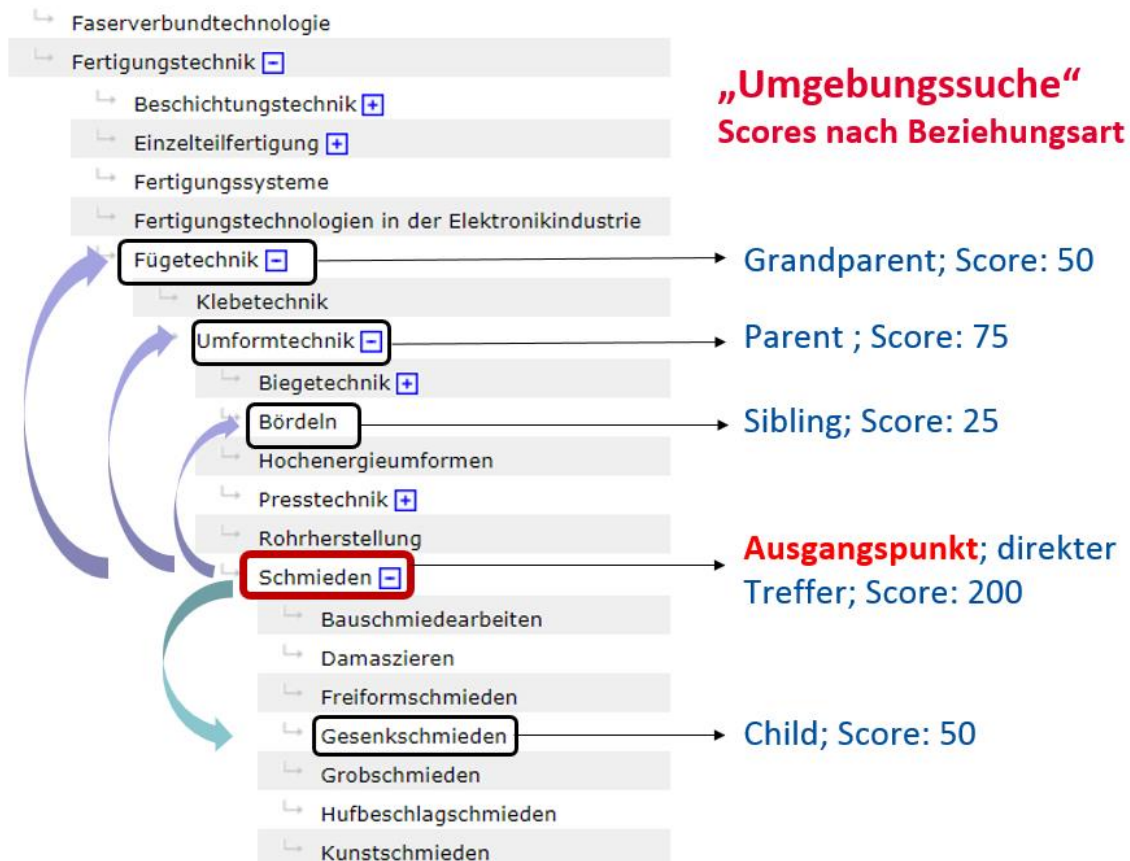 Faserverbundtechnologie
Fertigungstechnik
„Umgebungssuche“
Scores nach Beziehungsart
Beschichtungstechnik
Einzelteilfertigung
Fertigungssysteme
Fertigungstechnologien in der Elektronikindustrie
Fügetechnik
Grandparent; Score: 50
Klebetechnik
Umformtechnik
Parent ; Score: 75
Biegetechnik
Bördeln
Sibling; Score: 25
Hochenergieumformen
Presstechnik
Rohrherstellung
Schmieden
Ausgangspunkt; direkter
Treffer; Score: 200
Bauschmiedearbeiten
Damaszieren
Freiformschmieden
Gesenkschmieden
Child; Score: 50
Grobschmieden
Hufbeschlagschmieden
Kunstschmieden